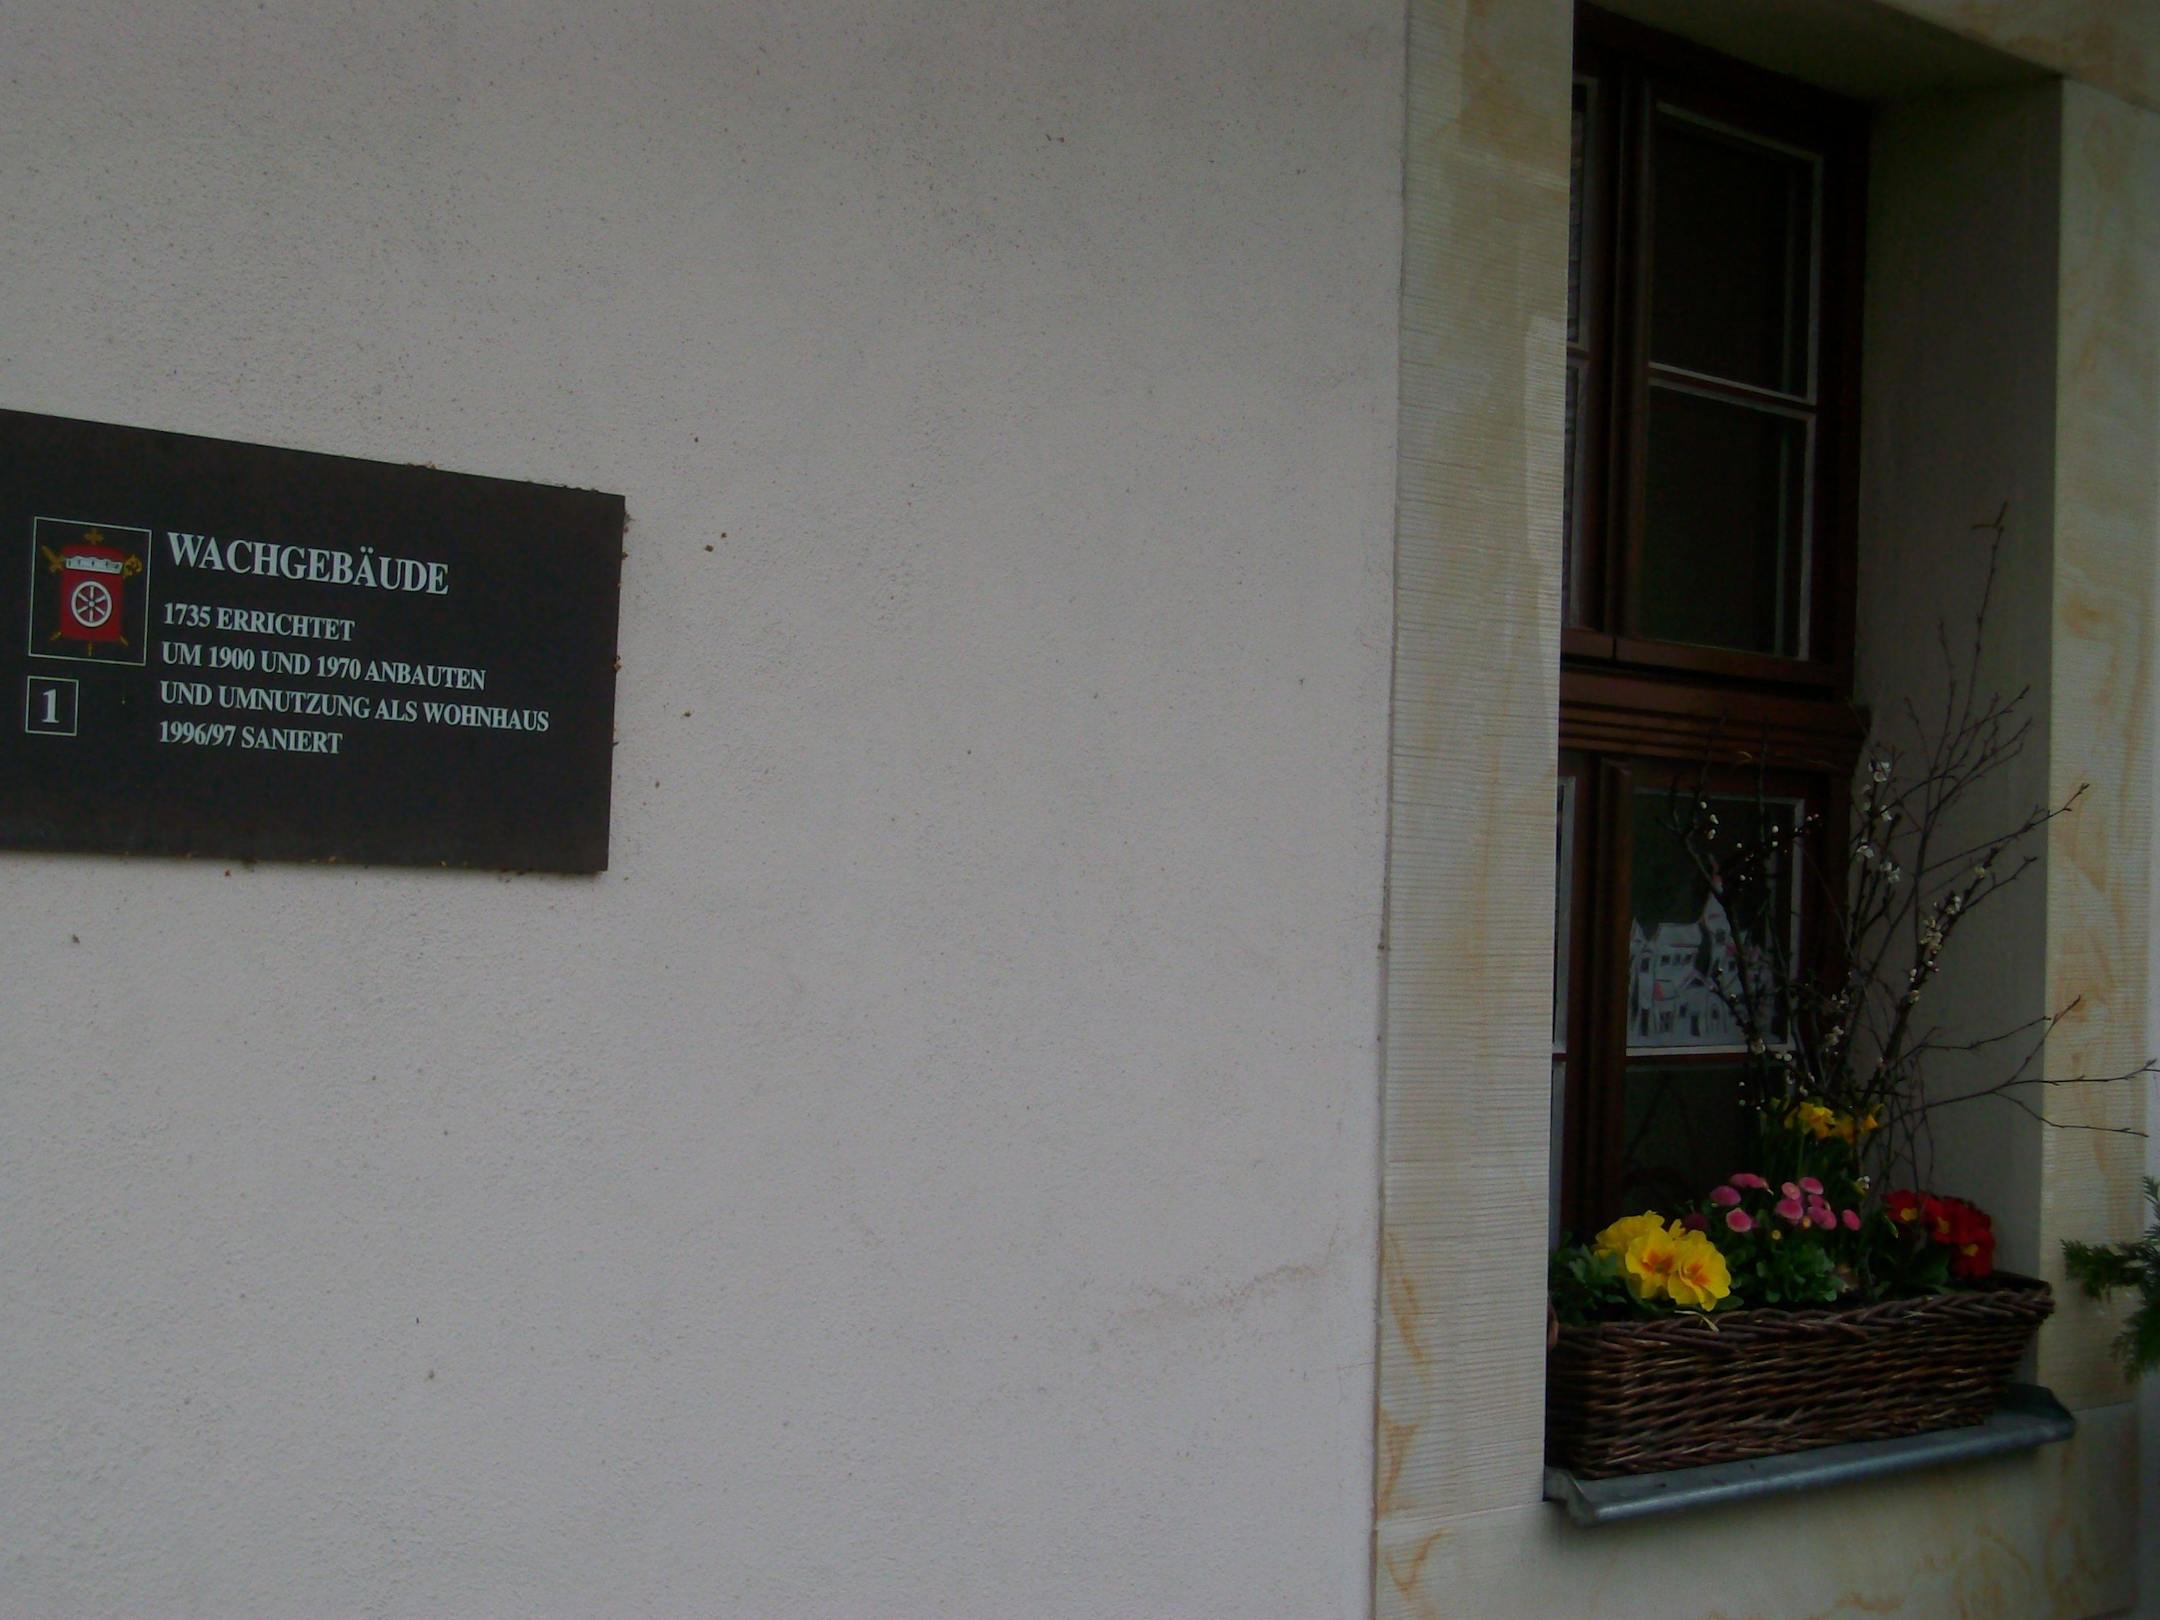 WACHGEBÄUDE
1735 ERRICHTET
UM 1900 UND 1970 ANBAUTEN
UND UMNUTZUNG ALS WOHNHAUS
1996/97 SANIERT
1